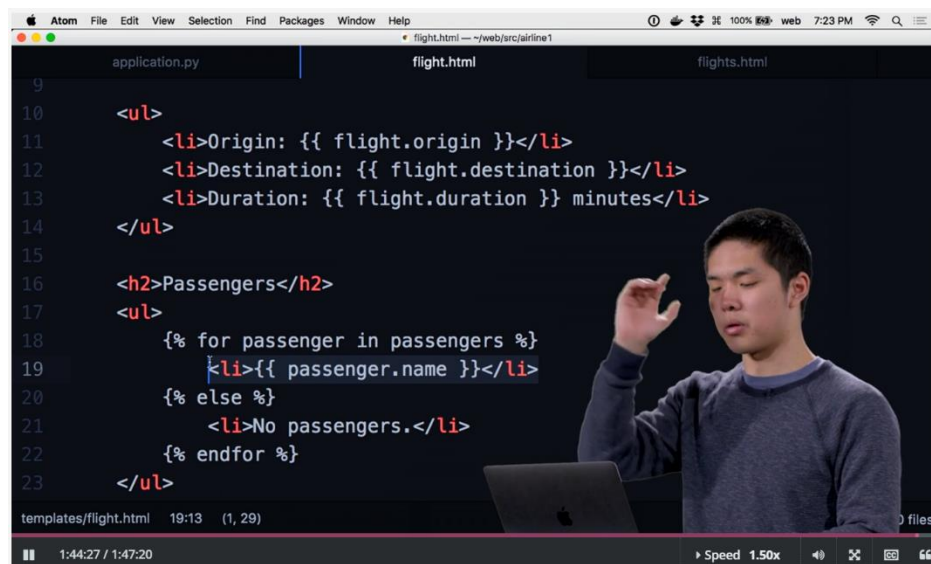 Atom File Edit View Selection Find Packages Window Help 100% web 7:23 PM
flight.html — ~/web/src/airline1
application.py flight.html flights.html
9
10 <ul>
11 <li>Origin: {{ flight.origin }}</li>
12 <li>Destination: {{ flight.destination }}</li>
13 <li>Duration: {{ flight.duration }} minutes</li>
14 </ul>
15
16 <h2>Passengers</h2>
17 <ul>
18 {% for passenger in passengers %}
19 <li>{{ passenger.name }}</li>
20 {% else %}
21 <li>No passengers.</li>
22 {% endfor %}
23 </ul>
templates/flight.html 19:13 (1, 29) files
1:44:27 / 1:47:20 Speed 1.50x CC